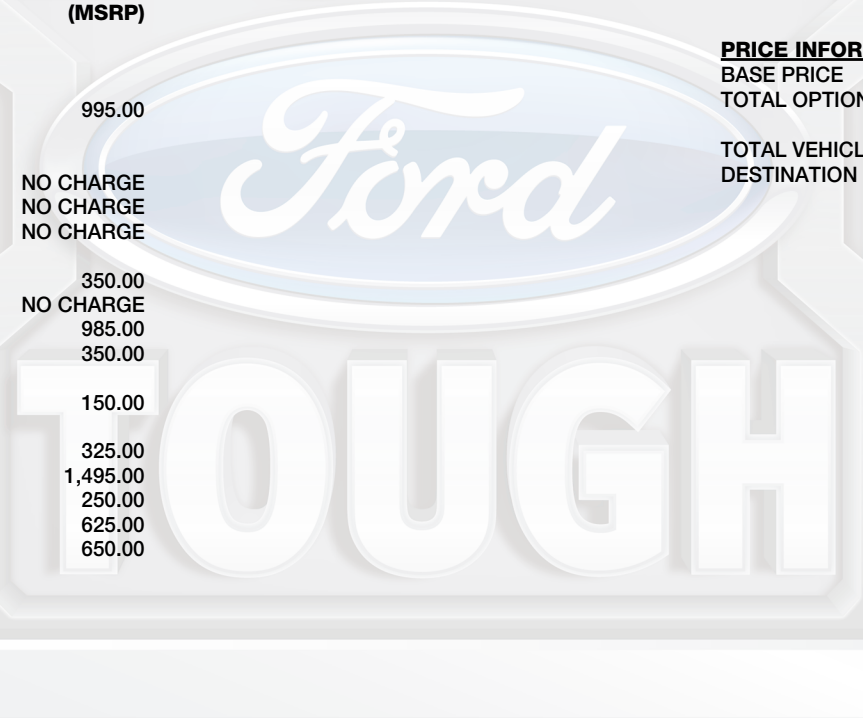 (MSRP)
995.00
NO CHARGE
NO CHARGE
NO CHARGE
350.00
NO CHARGE
985.00
350.00
150.00
325.00
1,495.00
250.00
625.00
650.00
PRICE INFOR
BASE PRICE
TOTAL OPTION
TOTAL VEHICL
DESTINATION
Ford
TOUGH